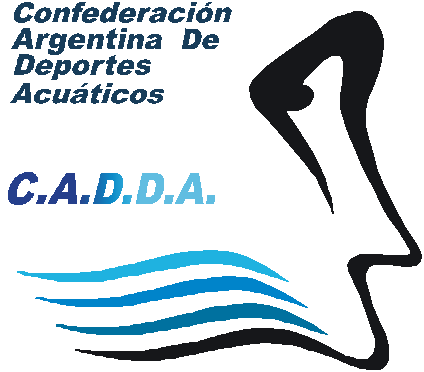 Confederación
Argentina De
Deportes
Acuáticos
C.A.D.D.A.